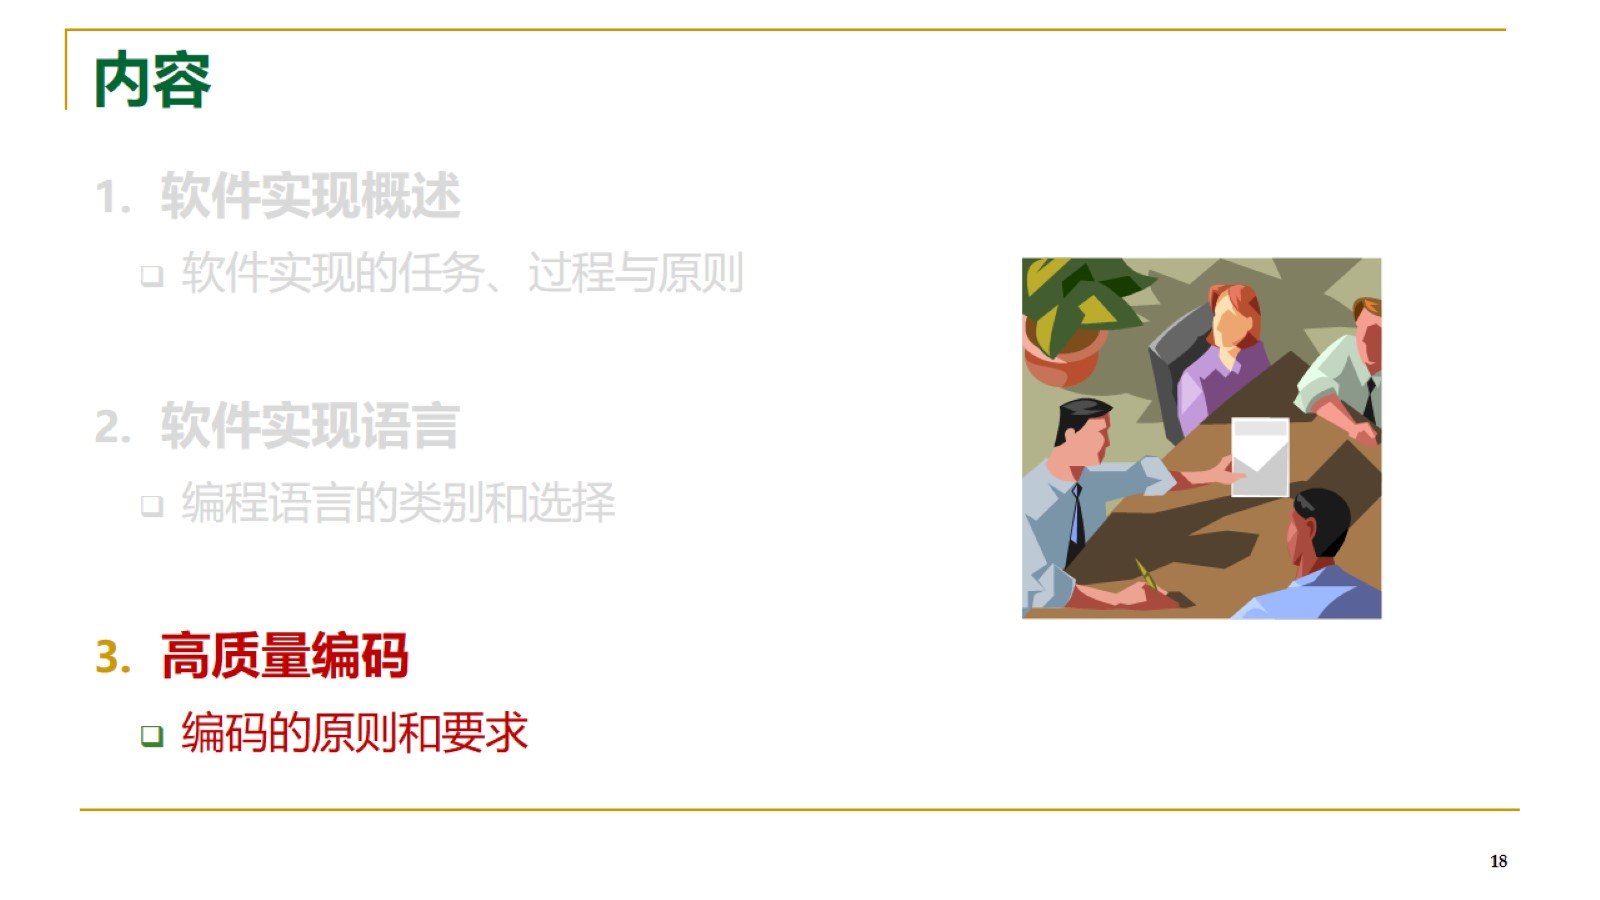 内容
1. 软件实现概述
❑ 软件实现的任务、过程与原则
2. 软件实现语言
❑ 编程语言的类别和选择
3. 高质量编码
❑ 编码的原则和要求
18